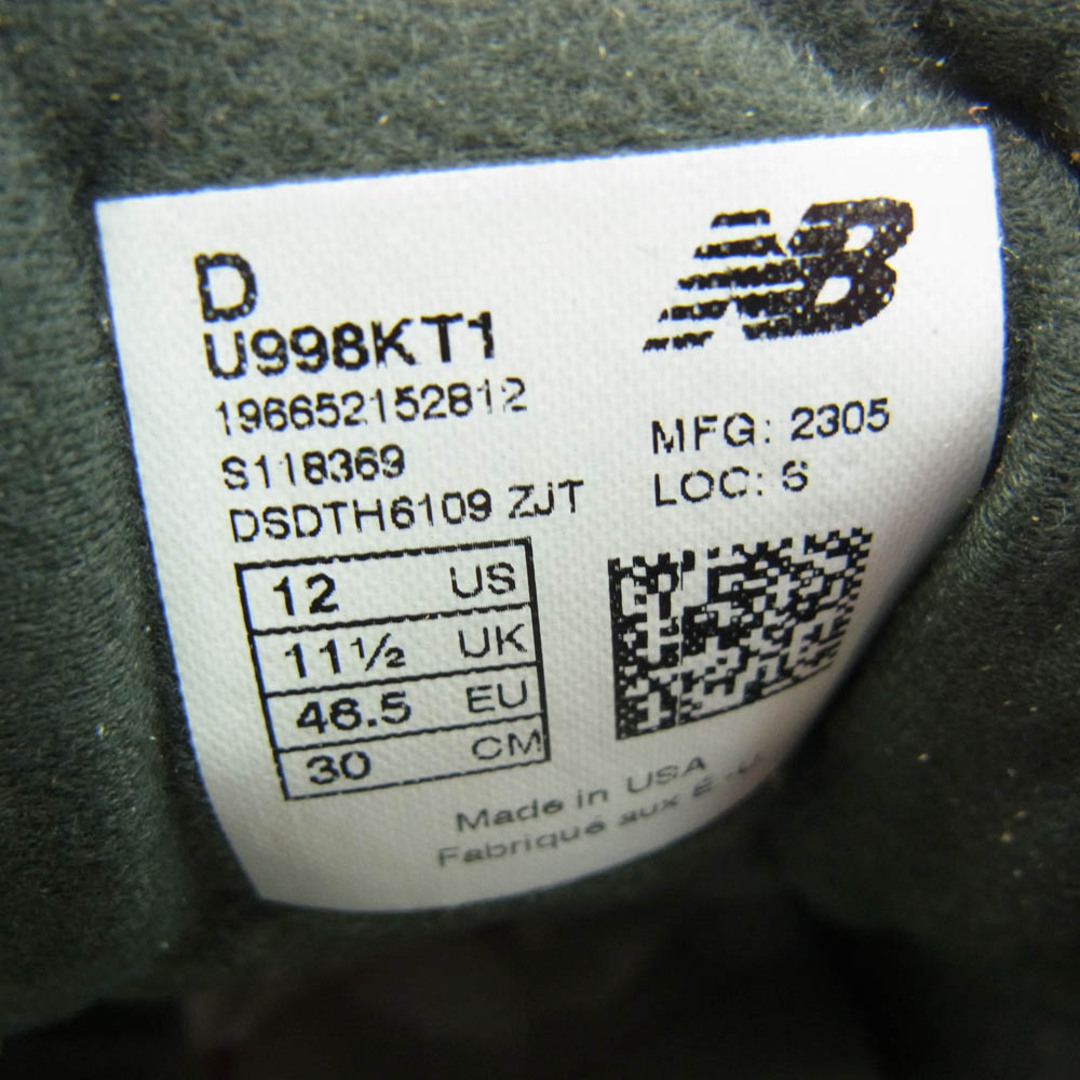 D
U998KT1
196652152812
S118369
DSDTH6109 ZJT
NB
MFG: 2305
LOC: S
12 US
11½ UK
46.5 EU
30 CM
Made in USA
Fabriqué aux